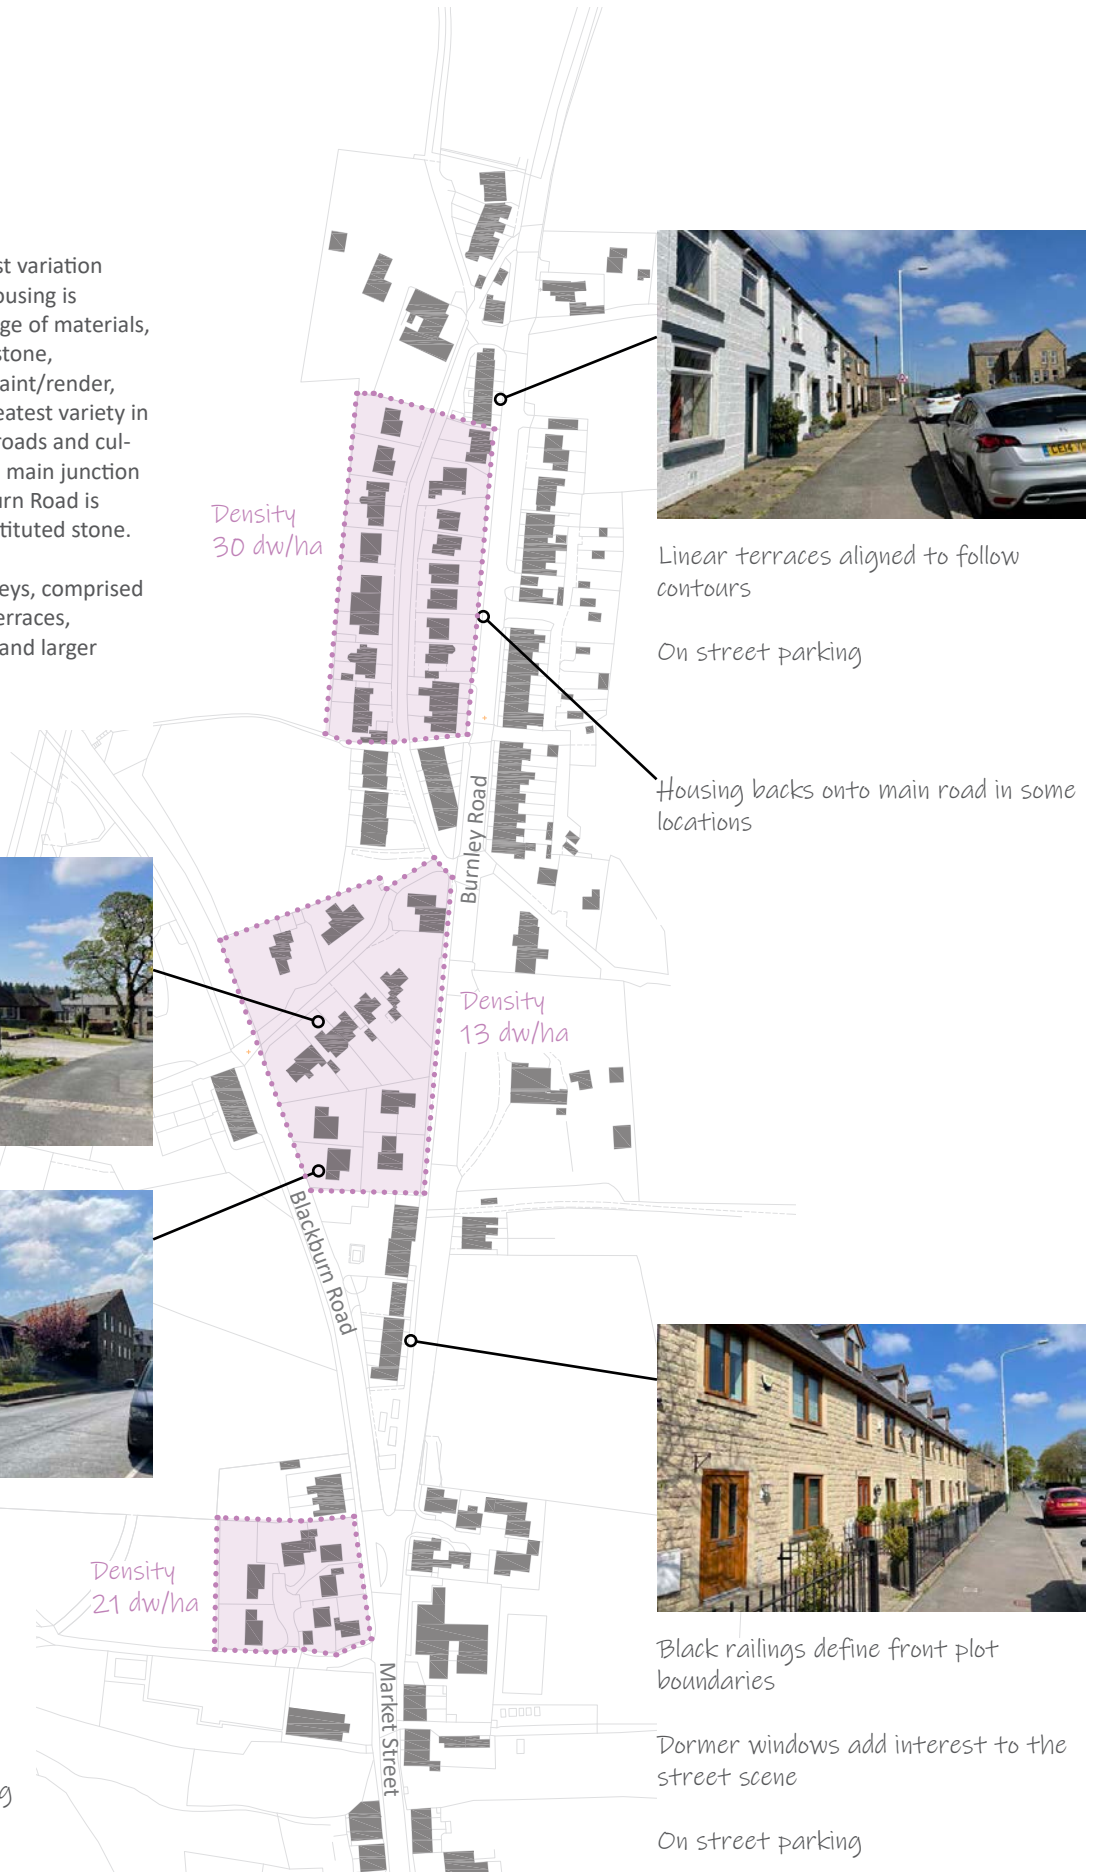 st variation
ousing is
ge of materials,
stone,
aint/render,
eatest variety in
roads and cul-
main junction
urn Road is
tituted stone.
eys, comprised
erraces,
and larger
Density
30 dw/ha
Linear terraces aligned to follow
contours
On street parking
Housing backs onto main road in some
locations
Burnley Road
Density
13 dw/ha
Blackburn Road
Density
21 dw/ha
Market Street
Black railings define front plot
boundaries
Dormer windows add interest to the
street scene
On street parking
g